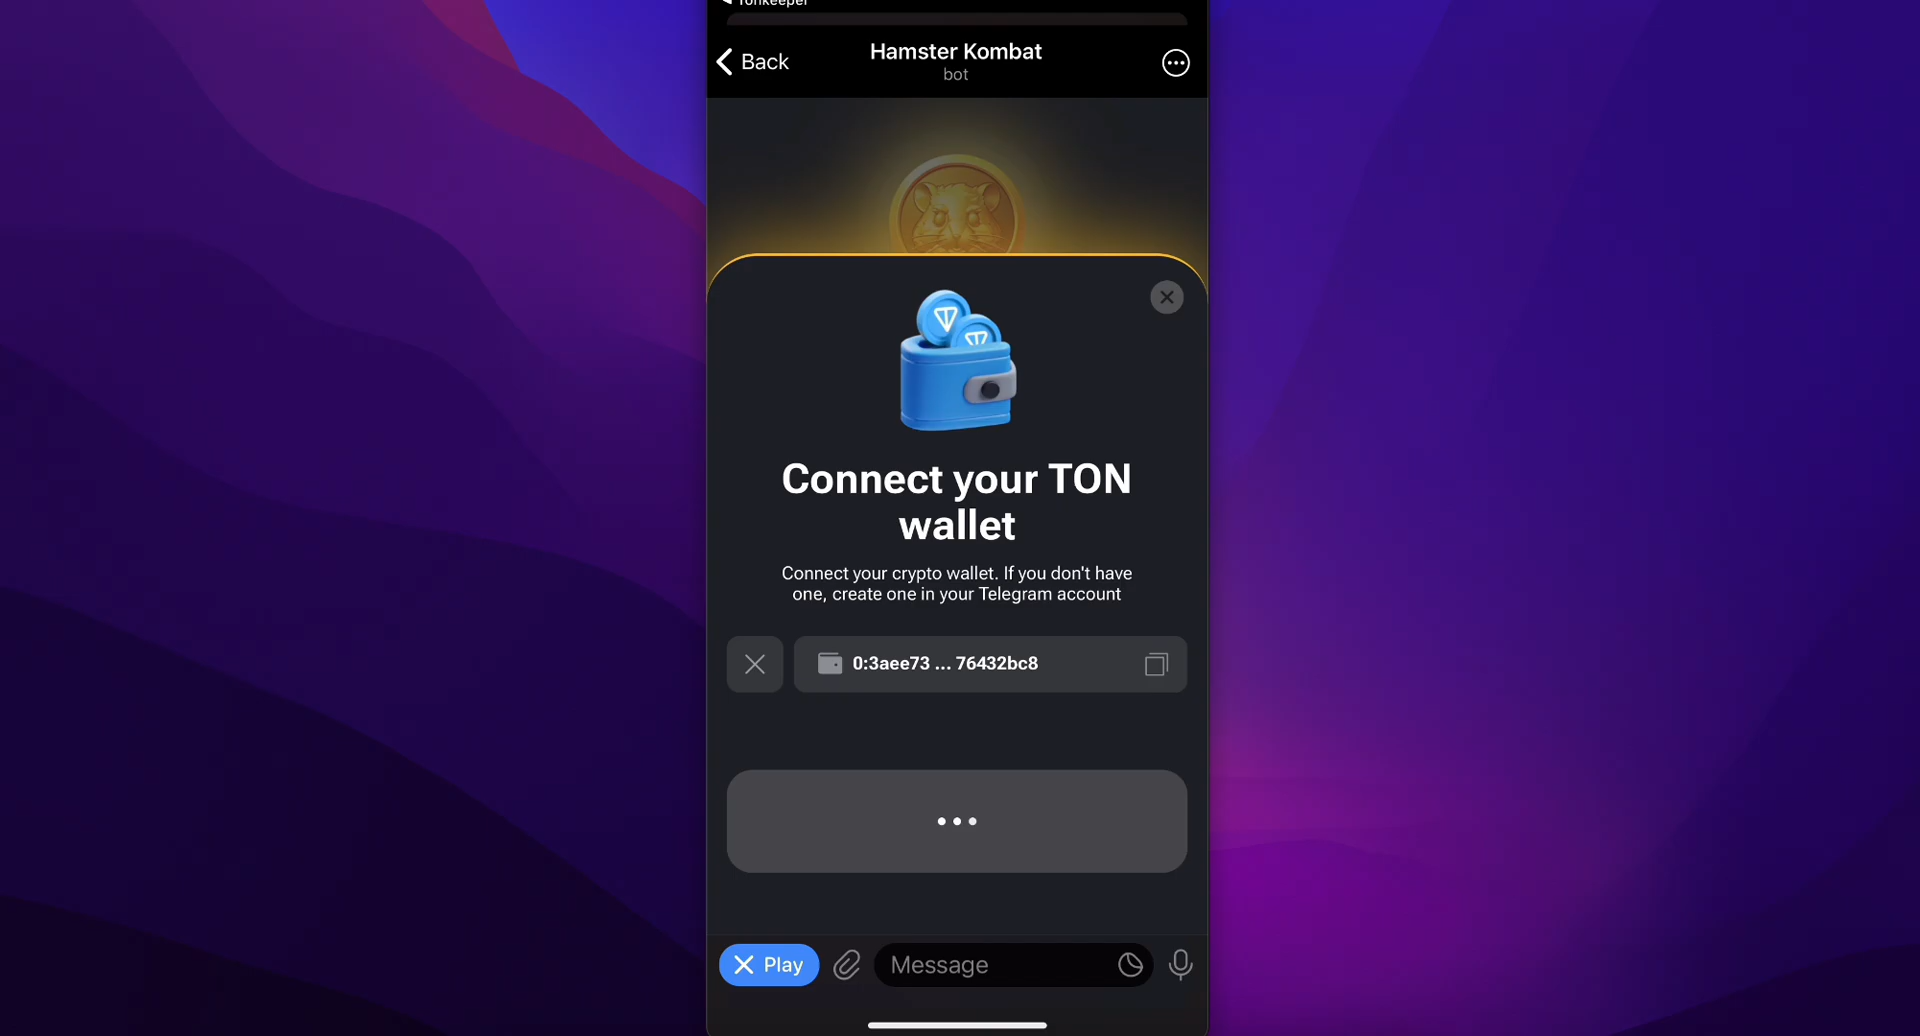 Tonkeeper
Back
Hamster Kombat
bot
Connect your TON
wallet
Connect your crypto wallet. If you don't have
one, create one in your Telegram account
0:3aee73 ... 76432bc8
Play
Message